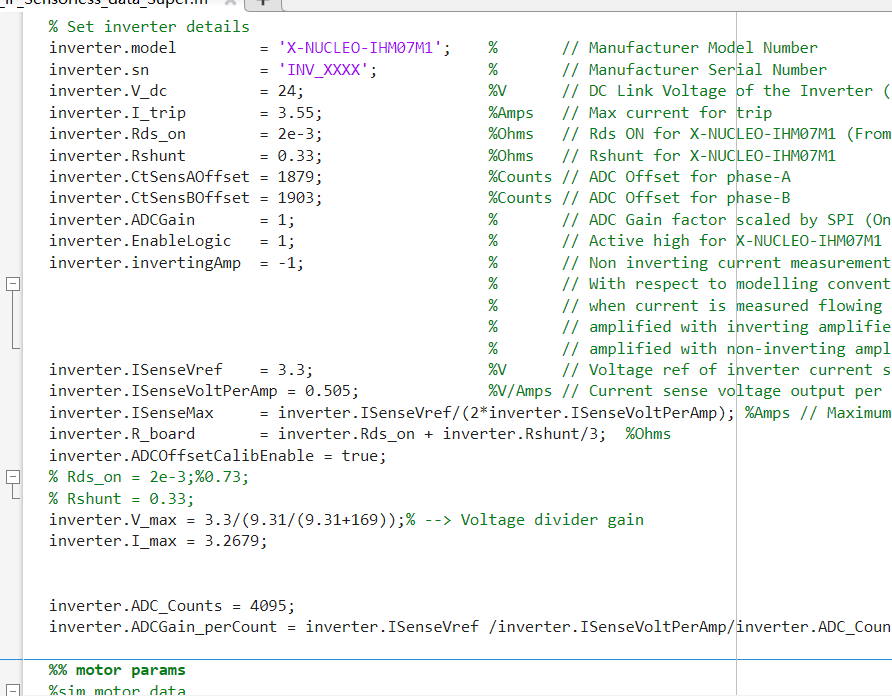 % Set inverter details
inverter.model         = 'X-NUCLEO-IHM07M1';    %      // Manufacturer Model Number
inverter.sn            = 'INV_XXXX';            %      // Manufacturer Serial Number
inverter.V_dc          = 24;                    %V     // DC Link Voltage of the Inverter (
inverter.I_trip        = 3.55;                  %Amps  // Max current for trip
inverter.Rds_on        = 2e-3;                  %Ohms  // Rds ON for X-NUCLEO-IHM07M1 (From
inverter.Rshunt        = 0.33;                  %Ohms  // Rshunt for X-NUCLEO-IHM07M1
inverter.CtSensAOffset = 1879;                  %Counts // ADC Offset for phase-A
inverter.CtSensBOffset = 1903;                  %Counts // ADC Offset for phase-B
inverter.ADCGain       = 1;                     %      // ADC Gain factor scaled by SPI (On
inverter.EnableLogic   = 1;                     %      // Active high for X-NUCLEO-IHM07M1
inverter.invertingAmp  = -1;                    %      // Non inverting current measurement
%      // With respect to modelling convent
%      // when current is measured flowing
%      // amplified with inverting amplifie
%      // amplified with non-inverting ampl
inverter.ISenseVref    = 3.3;                   %V     // Voltage ref of inverter current s
inverter.ISenseVoltPerAmp = 0.505;              %V/Amps // Current sense voltage output per
inverter.ISenseMax     = inverter.ISenseVref/(2*inverter.ISenseVoltPerAmp); %Amps // Maximum
inverter.R_board       = inverter.Rds_on + inverter.Rshunt/3;  %Ohms
inverter.ADCOffsetCalibEnable = true;
% Rds_on = 2e-3;%0.73;
% Rshunt = 0.33;
inverter.V_max = 3.3/(9.31/(9.31+169));% --> Voltage divider gain
inverter.I_max = 3.2679;
inverter.ADC_Counts = 4095;
inverter.ADCGain_perCount = inverter.ISenseVref /inverter.ISenseVoltPerAmp/inverter.ADC_Coun
%% motor params
%sim motor data